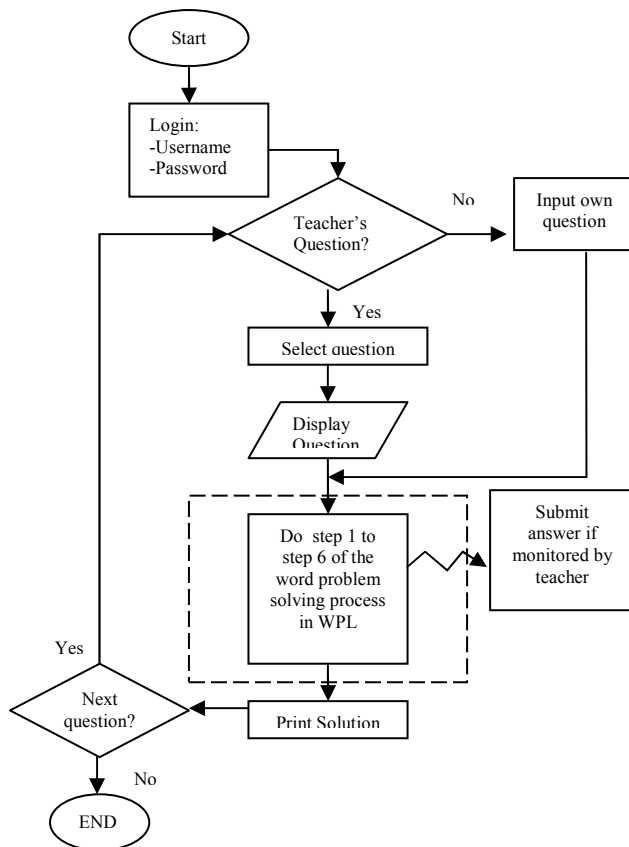 Start
Login:
-Username
-Password
Teacher’s
Question?
No
Input own
question
Yes
Select question
Display
Question
Do step 1 to
step 6 of the
word problem
solving process
in WPL
Submit
answer if
monitored by
teacher
Yes
Next
question?
Print Solution
No
END